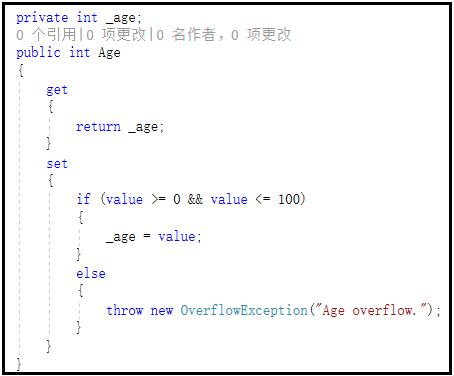 private int _age;
0 个引用|0 项更改|0 名作者，0 项更改
public int Age
{
    get
    {
        return _age;
    }
    set
    {
        if (value >= 0 && value <= 100)
        {
            _age = value;
        }
        else
        {
            throw new OverflowException("Age overflow.");
        }
    }
}